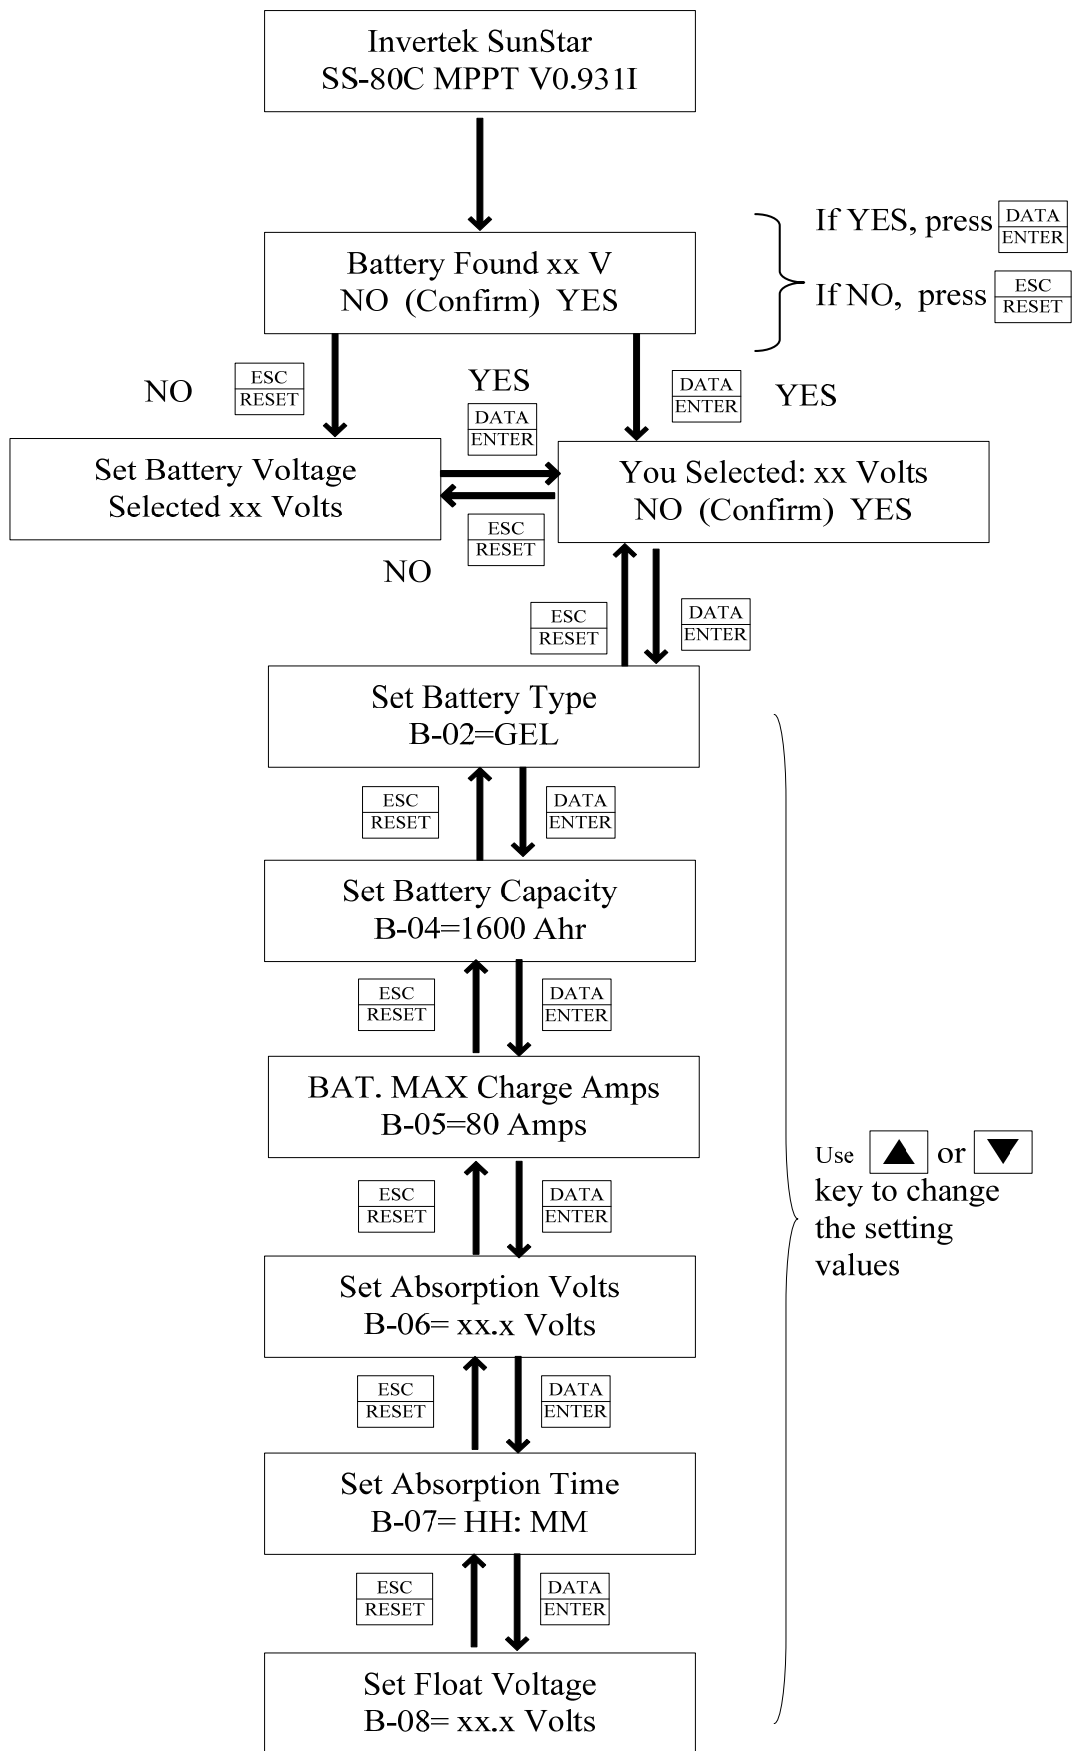 Invertek SunStar
SS-80C MPPT V0.931I
If YES, press DATA ENTER
Battery Found xx V
NO (Confirm) YES
If NO, press ESC RESET
NO
ESC
RESET
YES
DATA
ENTER
DATA
ENTER
YES
Set Battery Voltage
Selected xx Volts
You Selected: xx Volts
NO (Confirm) YES
ESC
RESET
NO
ESC
RESET
DATA
ENTER
Set Battery Type
B-02=GEL
ESC
RESET
DATA
ENTER
Set Battery Capacity
B-04=1600 Ahr
ESC
RESET
DATA
ENTER
BAT. MAX Charge Amps
B-05=80 Amps
Use ▲ or ▼
key to change
the setting
values
ESC
RESET
DATA
ENTER
Set Absorption Volts
B-06= xx.x Volts
ESC
RESET
DATA
ENTER
Set Absorption Time
B-07= HH: MM
ESC
RESET
DATA
ENTER
Set Float Voltage
B-08= xx.x Volts